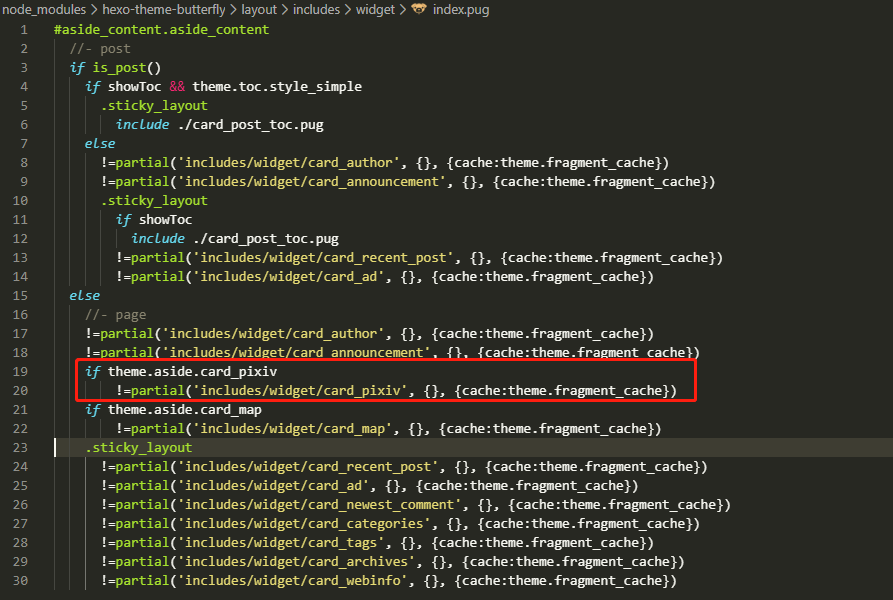 node_modules > hexo-theme-butterfly > layout > includes > widget > index.pug
1 #aside_content.aside_content
2 //- post
3 if is_post()
4 if showToc && theme.toc.style_simple
5 .sticky_layout
6 include ./card_post_toc.pug
7 else
8 !=partial('includes/widget/card_author', {}, {cache:theme.fragment_cache})
9 !=partial('includes/widget/card_announcement', {}, {cache:theme.fragment_cache})
10 .sticky_layout
11 if showToc
12 include ./card_post_toc.pug
13 !=partial('includes/widget/card_recent_post', {}, {cache:theme.fragment_cache})
14 !=partial('includes/widget/card_ad', {}, {cache:theme.fragment_cache})
15 else
16 //- page
17 !=partial('includes/widget/card_author', {}, {cache:theme.fragment_cache})
18 !=partial('includes/widget/card_announcement', {}, {cache:theme.fragment_cache})
19 if theme.aside.card_pixiv
20 !=partial('includes/widget/card_pixiv', {}, {cache:theme.fragment_cache})
21 if theme.aside.card_map
22 !=partial('includes/widget/card_map', {}, {cache:theme.fragment_cache})
23 .sticky_layout
24 !=partial('includes/widget/card_recent_post', {}, {cache:theme.fragment_cache})
25 !=partial('includes/widget/card_ad', {}, {cache:theme.fragment_cache})
26 !=partial('includes/widget/card_newest_comment', {}, {cache:theme.fragment_cache})
27 !=partial('includes/widget/card_categories', {}, {cache:theme.fragment_cache})
28 !=partial('includes/widget/card_tags', {}, {cache:theme.fragment_cache})
29 !=partial('includes/widget/card_archives', {}, {cache:theme.fragment_cache})
30 !=partial('includes/widget/card_webinfo', {}, {cache:theme.fragment_cache})